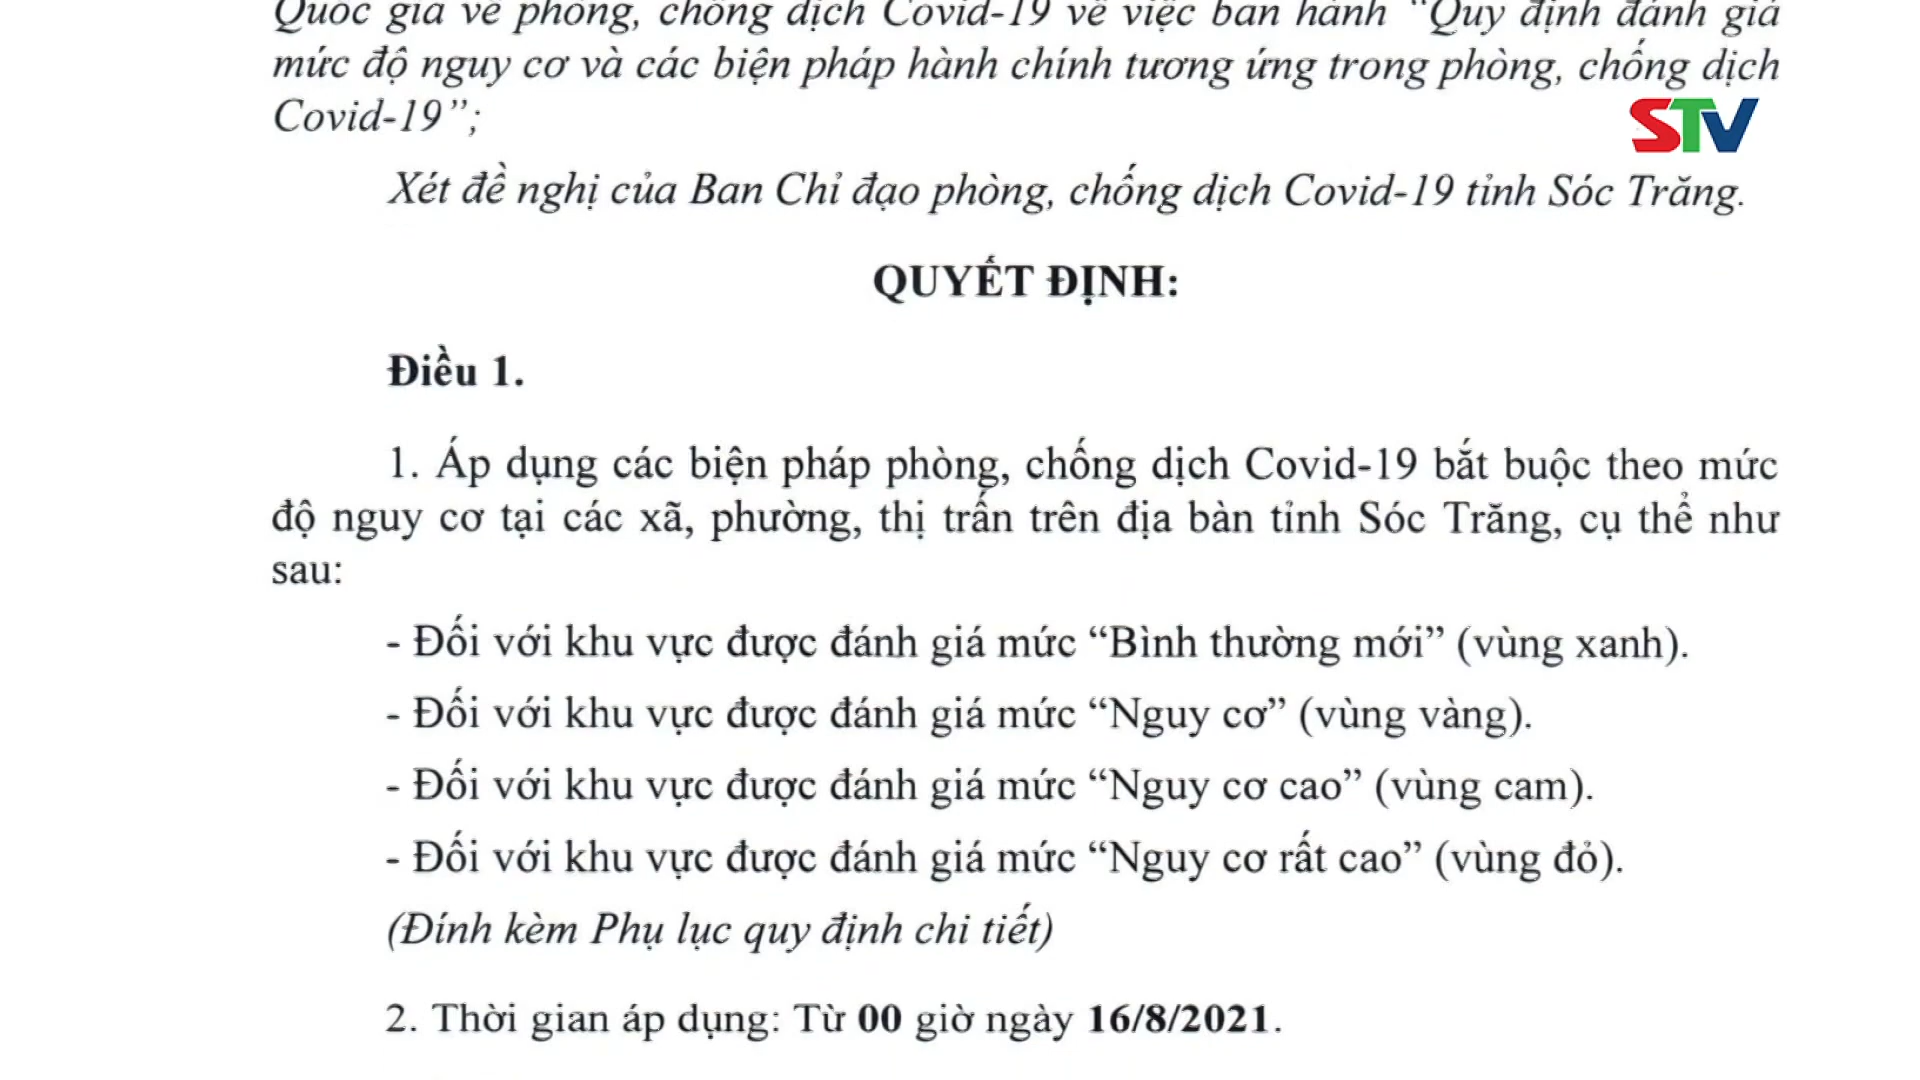 Quốc gia về phòng, chống dịch Covid-19 về việc ban hành “Quy định đánh giá
mức độ nguy cơ và các biện pháp hành chính tương ứng trong phòng, chống dịch
Covid-19”;
STV
Xét đề nghị của Ban Chỉ đạo phòng, chống dịch Covid-19 tỉnh Sóc Trăng.
QUYẾT ĐỊNH:
Điều 1.
1. Áp dụng các biện pháp phòng, chống dịch Covid-19 bắt buộc theo mức
độ nguy cơ tại các xã, phường, thị trấn trên địa bàn tỉnh Sóc Trăng, cụ thể như
sau:
- Đối với khu vực được đánh giá mức “Bình thường mới” (vùng xanh).
- Đối với khu vực được đánh giá mức “Nguy cơ” (vùng vàng).
- Đối với khu vực được đánh giá mức “Nguy cơ cao” (vùng cam).
- Đối với khu vực được đánh giá mức “Nguy cơ rất cao” (vùng đỏ).
(Đính kèm Phụ lục quy định chi tiết)
2. Thời gian áp dụng: Từ 00 giờ ngày 16/8/2021.